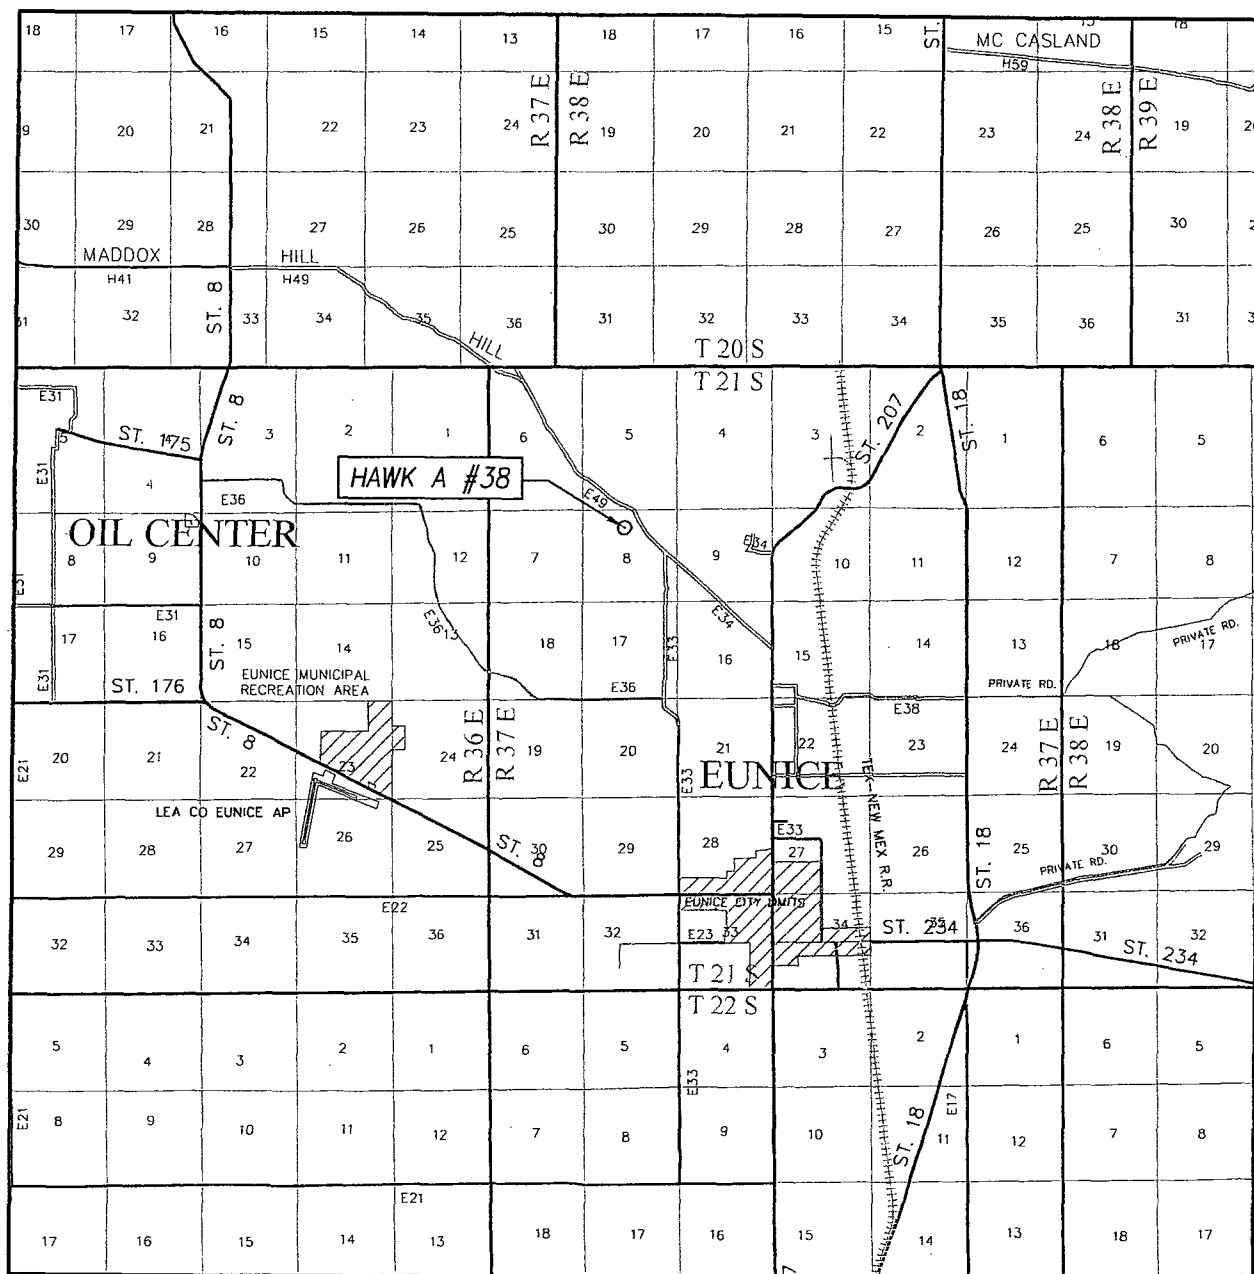 18 17 16 15 14 13 18 17 16 15 ST. 18
MC CASLAND
H59
R 37 E
R 38 E
R 38 E
R 39 E
9 20 21 22 23 24 19 20 21 22 23 24 19
30 29 28 27 26 25 30 29 28 27 26 25 30
MADDOX HILL
H41 ST. 8 H49
32 33 34 35 36 31 32 33 34 35 36 31
HILL
T 20 S
T 21 S
E31
ST. 175
ST. 8
3 2 1 6 5 4 3 ST. 207 2 ST. 18 1 6 5
5
E31
4
HAWK A #38
E36
E49
OIL CENTER
E34
8 9 10 11 12 7 8 9 10 11 12 7 8
E31
E31
E36
E34
17 16 ST. 8 15 14 13 18 17 E33 16 15 14 13 18 17
PRIVATE RD.
E31
ST. 176
EUNICE MUNICIPAL
RECREATION AREA
E36
PRIVATE RD.
E38
ST. 8
R 36 E
R 37 E
R 37 E
R 38 E
E21
20 21 22 23 24 19 20 21 22 23 24 19 20
E33
EUNICE
TEX-NEW MEX R.R.
LEA CO EUNICE AP
E33
29 28 27 26 25 ST. 8 30 29 28 27 26 ST. 18 25 30 29
PRIVATE RD.
E22
EUNICE CITY LIMITS
32 33 34 35 36 31 32 E23 33 34 ST. 234 35 36 31 32
ST. 234
T 21 S
T 22 S
5 4 3 2 1 6 5 4 3 2 1 6 5
E33
E21
E17
8 9 10 11 12 7 8 9 10 ST. 18 11 12 7 8
E21
17 16 15 14 13 18 17 16 15 14 13 18 17